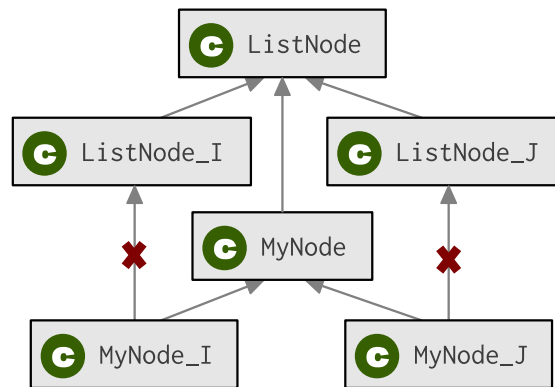 C ListNode
C ListNode_I
C ListNode_J
C MyNode
C MyNode_I
C MyNode_J